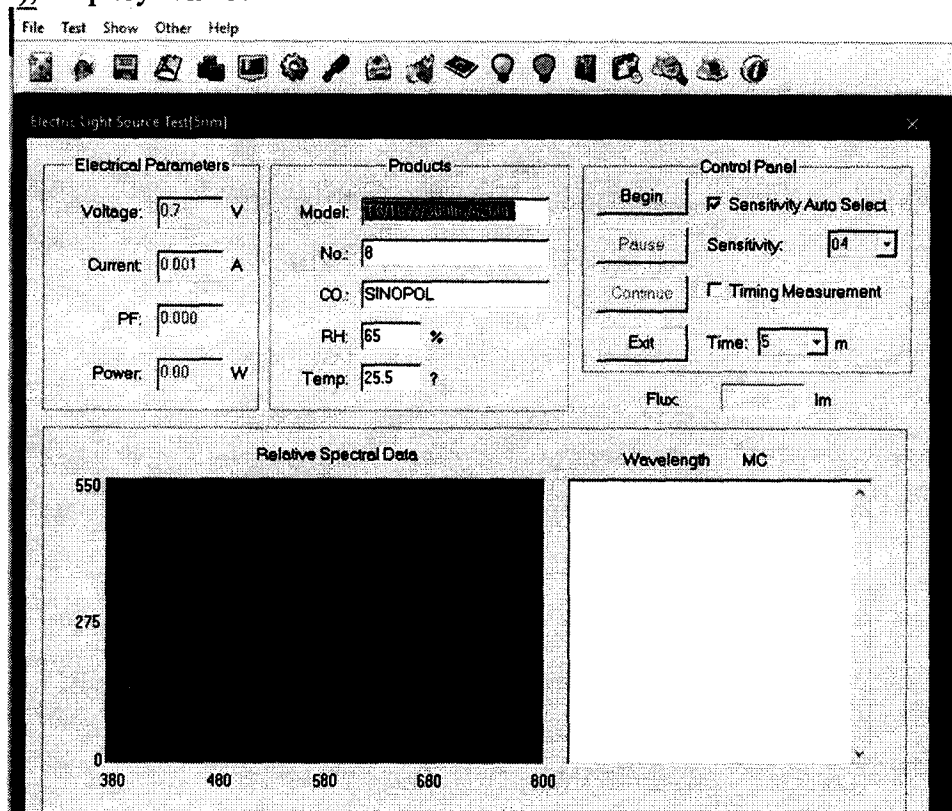 File Test Show Other Help
Electric Light Source Test[5nm]
Electrical Parameters
Voltage: 0.7 V
Current: 0.001 A
PF: 0.000
Power: 0.00 W
Products
Model:
No.: 8
CO.: SINOPOL
RH: 65 %
Temp: 25.5 ?
Control Panel
Begin Sensitivity Auto Select
Pause Sensitivity: 04
Continue Timing Measurement
Exit Time: 5 m
Flux: lm
Relative Spectral Data
550
275
0
380 480 580 680 800
Wavelength MC